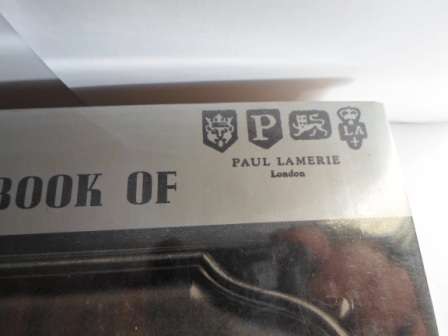 P
LA
PAUL LAMERIE
London
BOOK OF